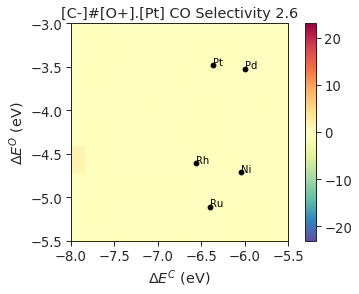 [C-]#[O+].[Pt] CO Selectivity 2.6
−3.0
−3.5
−4.0
−4.5
−5.0
−5.5
ΔE^O (eV)
Pt
Pd
Rh
Ni
Ru
−8.0 −7.5 −7.0 −6.5 −6.0 −5.5
ΔE^C (eV)
20
10
0
−10
−20